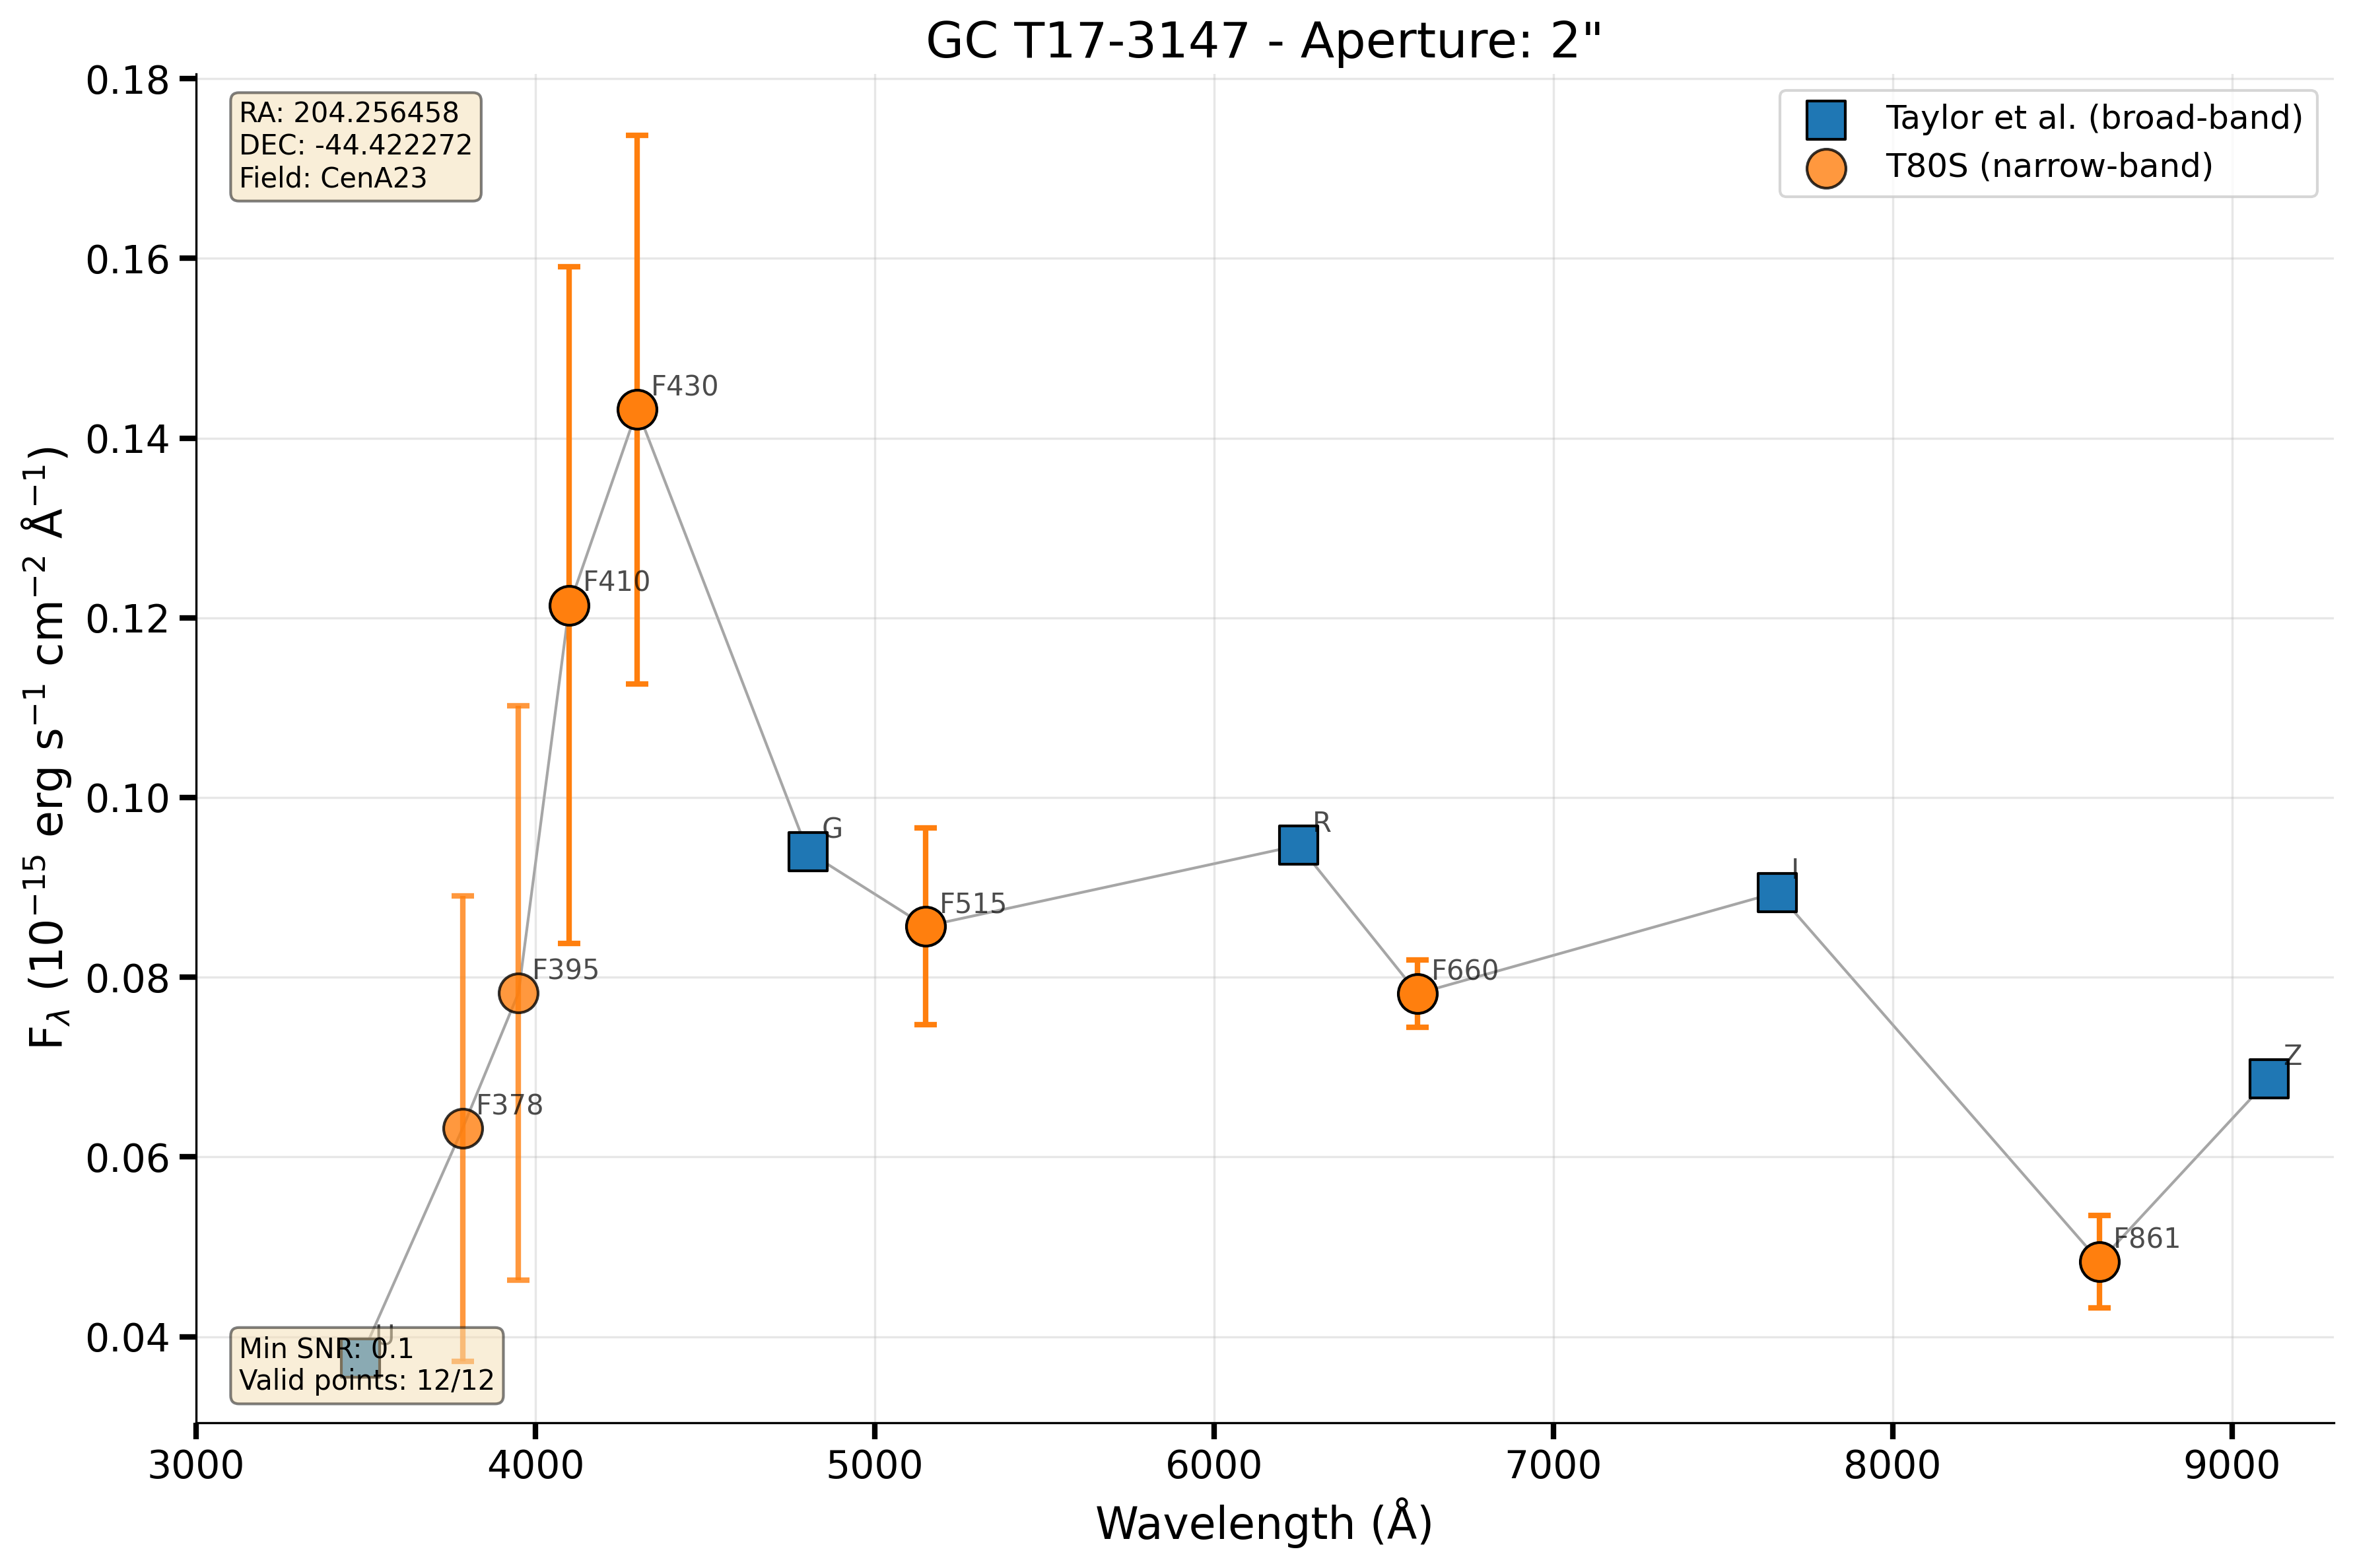 GC T17-3147 - Aperture: 2"
RA: 204.256458
DEC: -44.422272
Field: CenA23
Taylor et al. (broad-band)
T80S (narrow-band)
0.18
0.16
0.14
0.12
0.10
0.08
0.06
0.04
F_λ (10⁻¹⁵ erg s⁻¹ cm⁻² Å⁻¹)
F430
F410
F395
F378
U
G
F515
R
F660
I
F861
Z
Min SNR: 0.1
Valid points: 12/12
3000 4000 5000 6000 7000 8000 9000
Wavelength (Å)